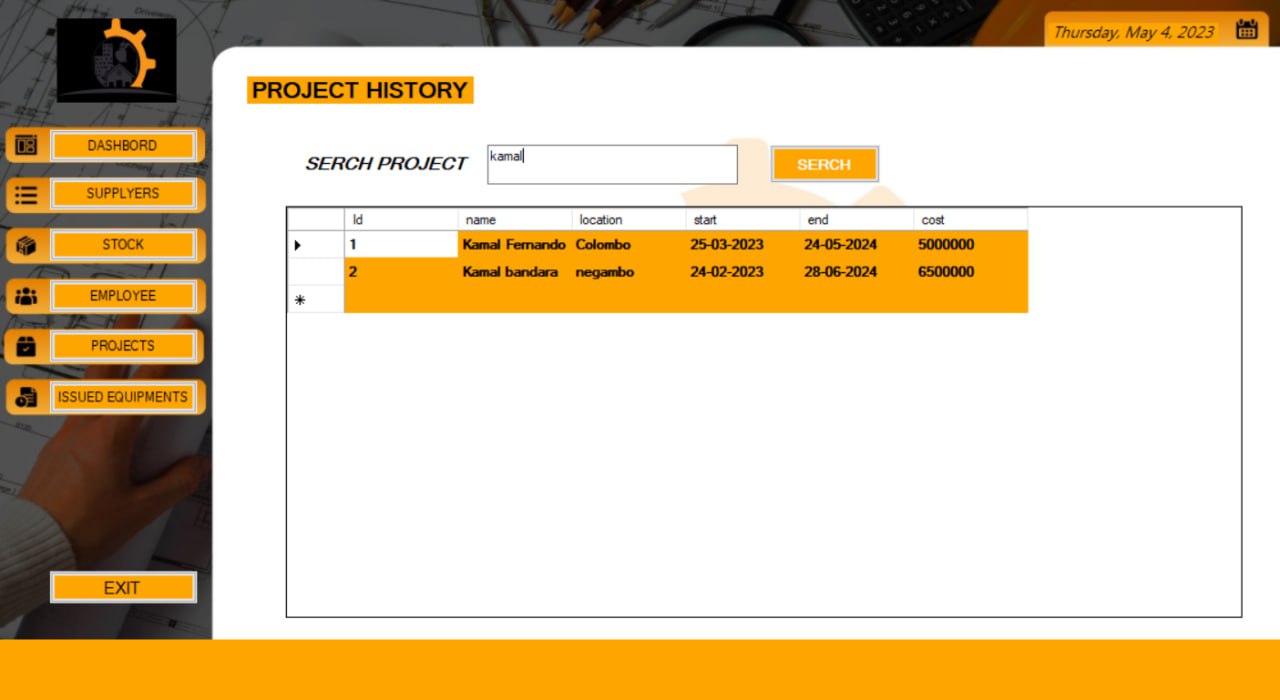 Thursday, May 4, 2023
PROJECT HISTORY
DASHBORD
SUPPLYERS
STOCK
EMPLOYEE
PROJECTS
ISSUED EQUIPMENTS
EXIT
SERCH PROJECT kamal SERCH
Id name location start end cost
1 Kamal Fernando Colombo 25-03-2023 24-05-2024 5000000
2 Kamal bandara negambo 24-02-2023 28-06-2024 6500000